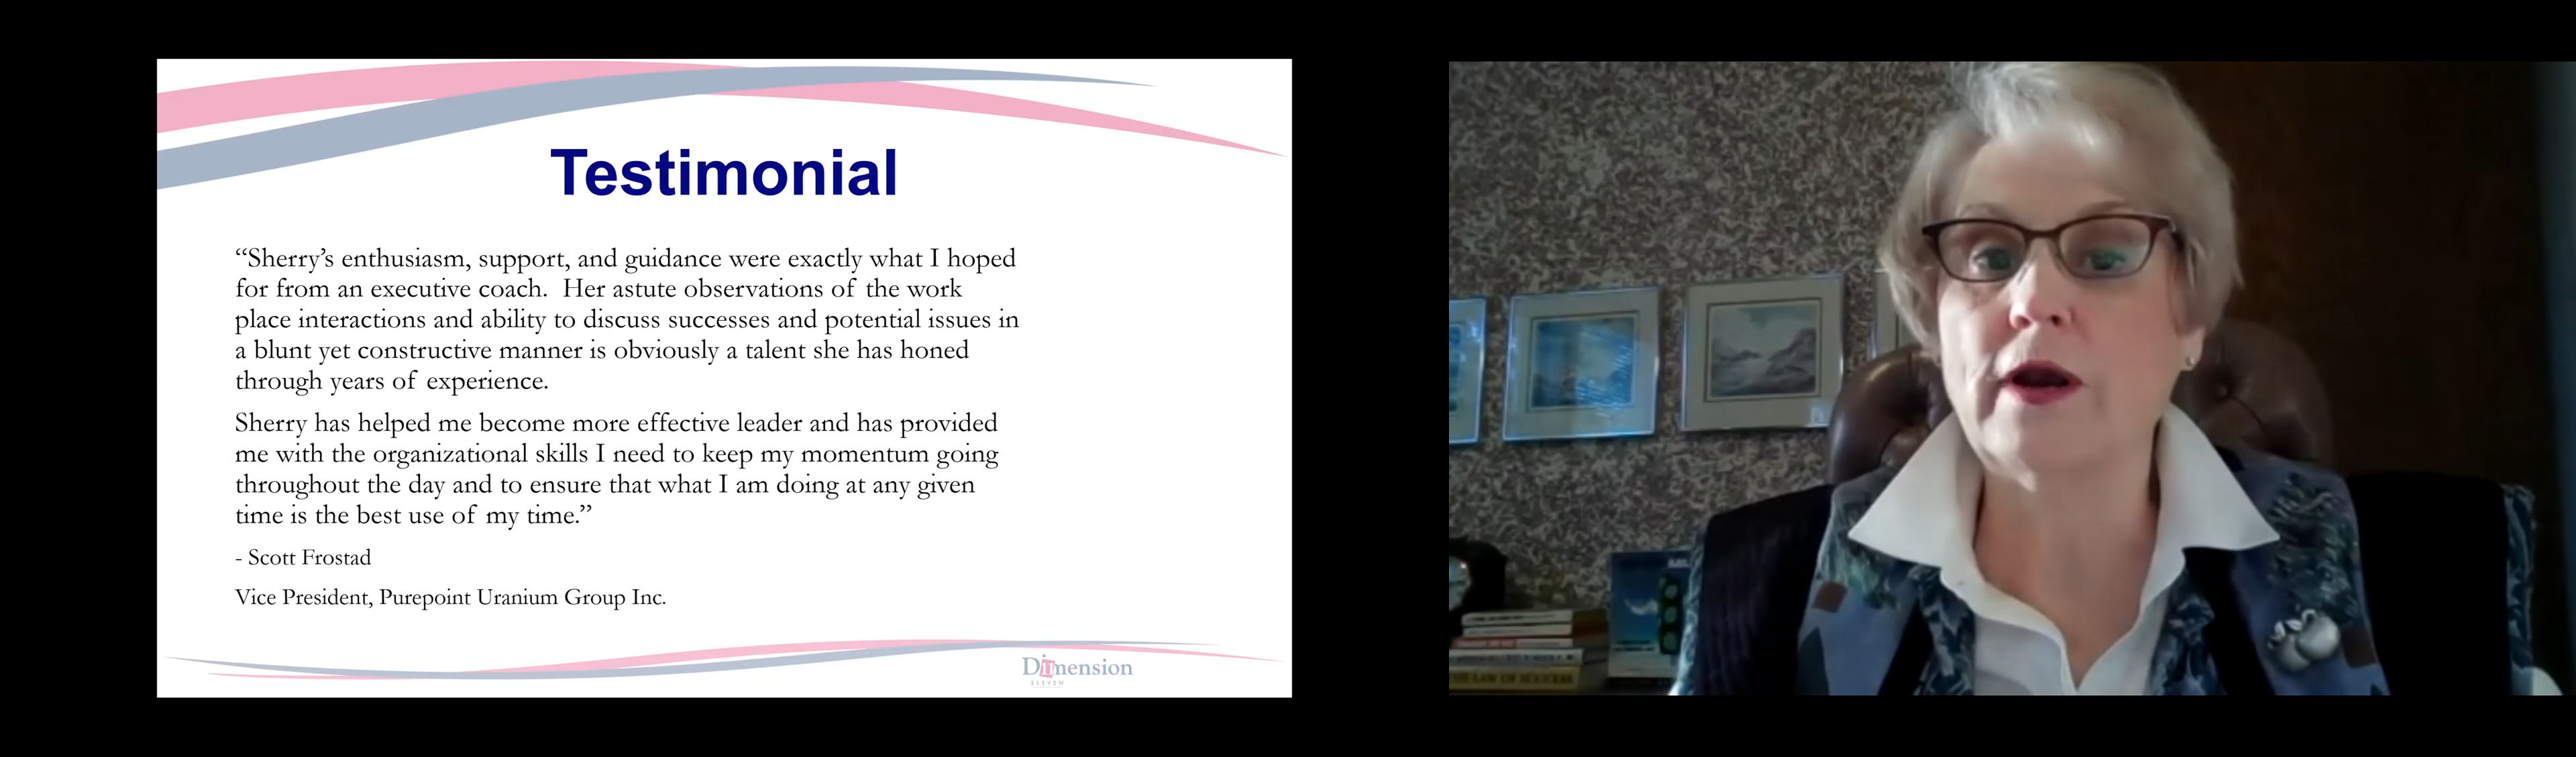 Testimonial
“Sherry’s enthusiasm, support, and guidance were exactly what I hoped
for from an executive coach.  Her astute observations of the work
place interactions and ability to discuss successes and potential issues in
a blunt yet constructive manner is obviously a talent she has honed
through years of experience.
Sherry has helped me become more effective leader and has provided
me with the organizational skills I need to keep my momentum going
throughout the day and to ensure that what I am doing at any given
time is the best use of my time.”
- Scott Frostad
Vice President, Purepoint Uranium Group Inc.
Dimension
ELEVEN
LAW OF SUCCESS